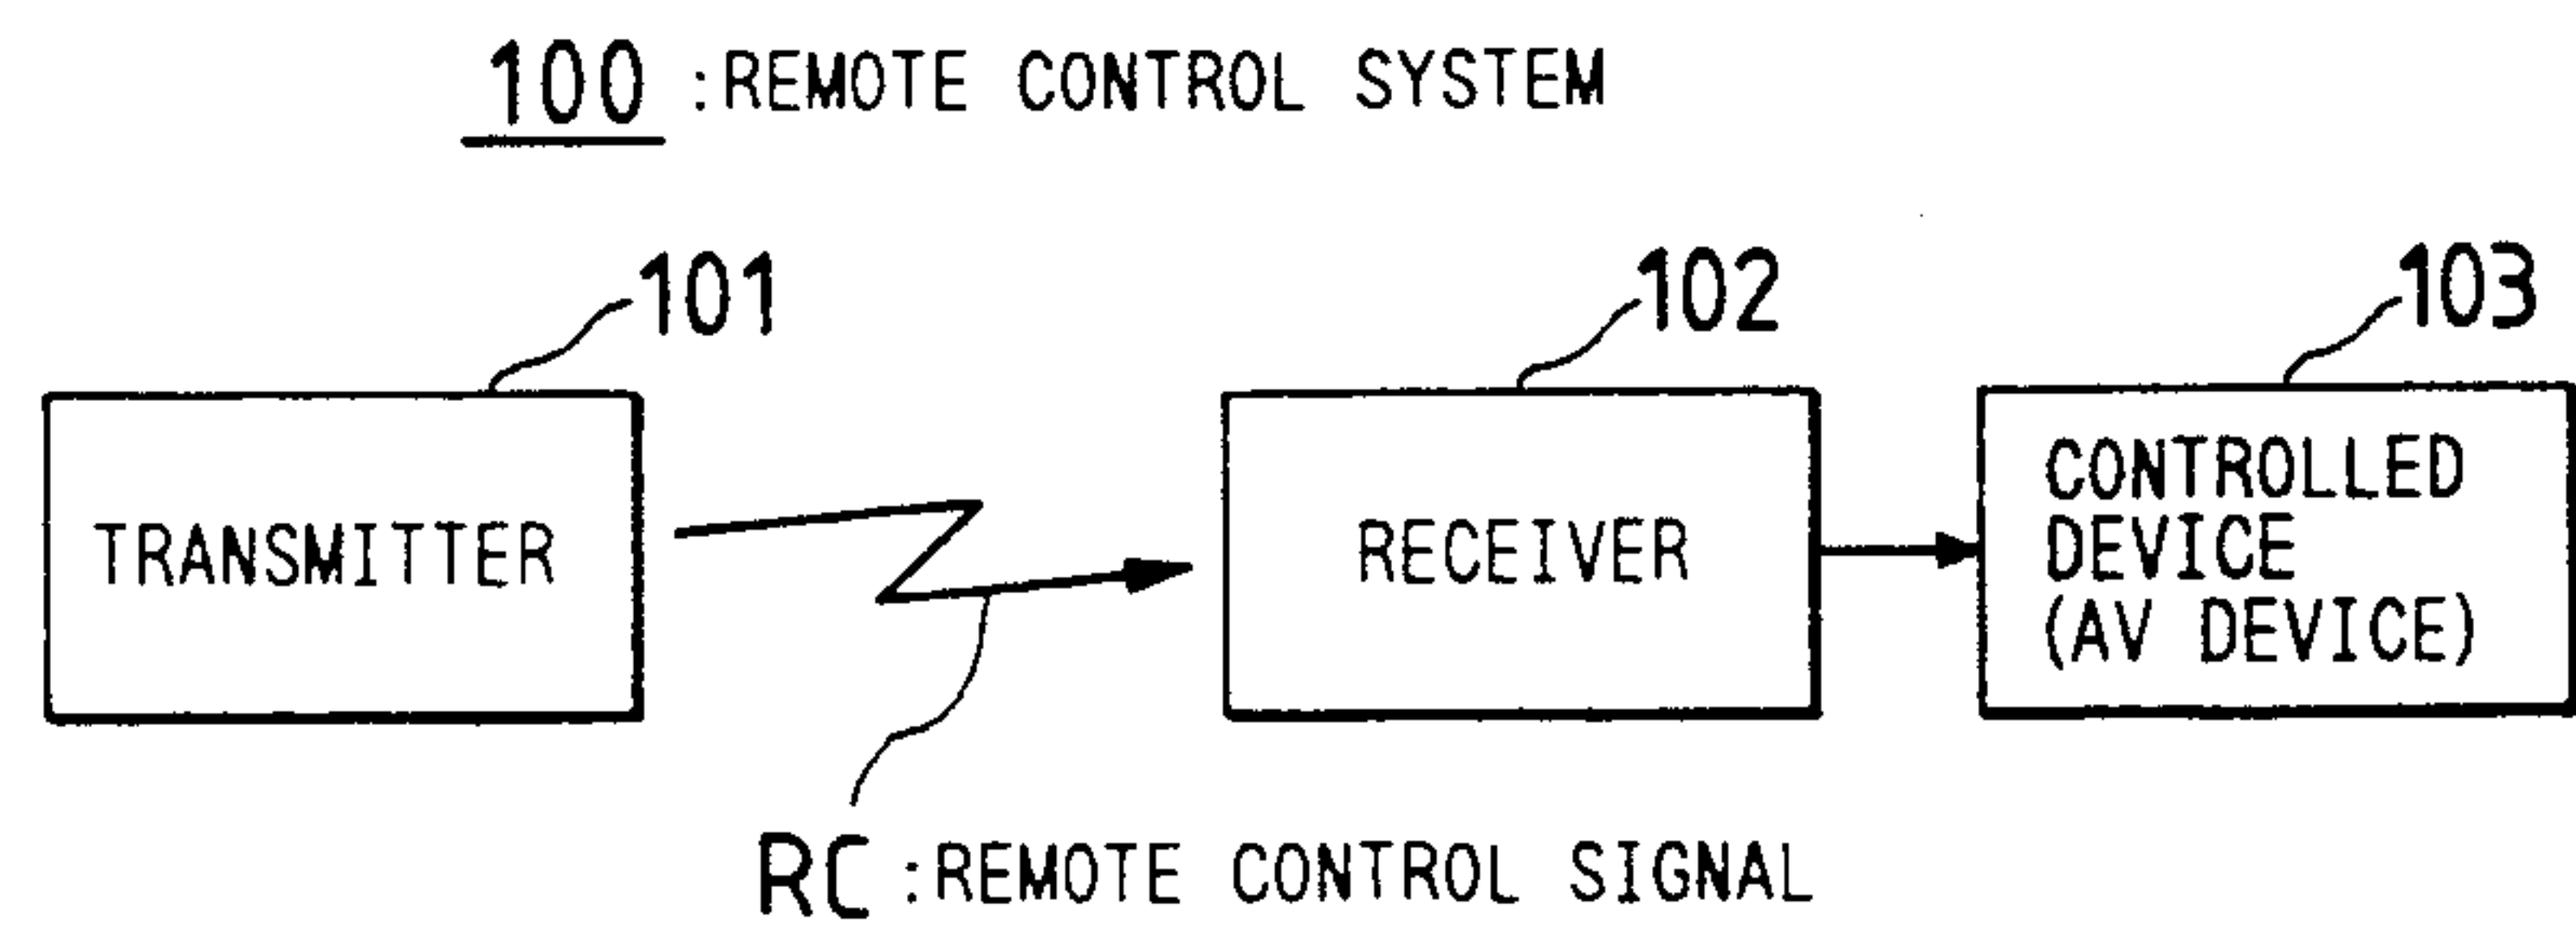 100 :REMOTE CONTROL SYSTEM
101
102
103
TRANSMITTER
RECEIVER
CONTROLLED
DEVICE
(AV DEVICE)
RC :REMOTE CONTROL SIGNAL